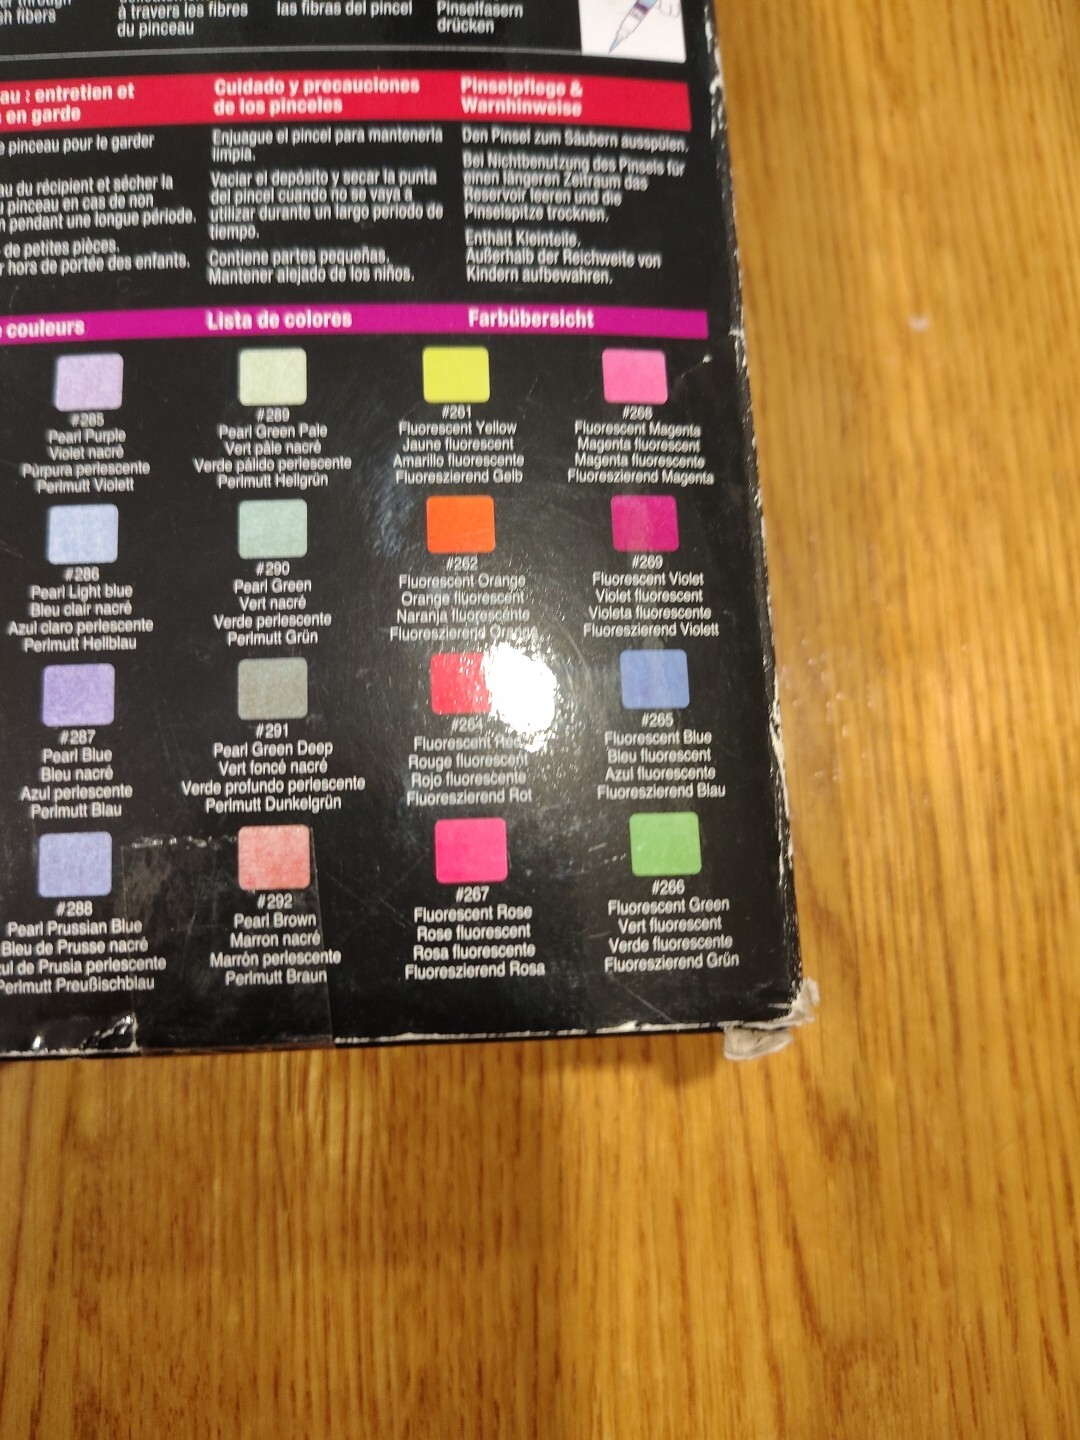 h fibers
à travers les fibres
du pinceau
las fibras del pincel
Pinselfasern
drücken
au : entretien et
en garde
Cuidado y precauciones
de los pinceles
Pinselpflege &
Warnhinweise
pinceau pour le garder
au du récipient et sécher la
pinceau en cas de non
pendant une longue période.
de petites pièces.
hors de portée des enfants.
Enjuague el pincel para mantenerla
limpia.
Vaciar el depósito y secar la punta
del pincel cuando no se vaya a
utilizar durante un largo periodo de
tiempo.
Contiene partes pequeñas.
Mantener alejado de los niños.
Den Pinsel zum Säubern ausspülen.
Bei Nichtbenutzung des Pinsels für
einen längeren Zeitraum das
Reservoir leeren und die
Pinselspitze trocknen.
Enthält Kleinteile.
Außerhalb der Reichweite von
Kindern aufbewahren.
couleurs
Lista de colores
Farbübersicht
#285
Pearl Purple
Violet nacré
Púrpura perlescente
Perlmutt Violett
#289
Pearl Green Pale
Vert pâle nacré
Verde pálido perlescente
Perlmutt Hellgrün
#261
Fluorescent Yellow
Jaune fluorescent
Amarillo fluorescente
Fluoreszierend Gelb
#268
Fluorescent Magenta
Magenta fluorescent
Magenta fluorescente
Fluoreszierend Magenta
#286
Pearl Light blue
Bleu clair nacré
Azul claro perlescente
Perlmutt Hellblau
#290
Pearl Green
Vert nacré
Verde perlescente
Perlmutt Grün
#262
Fluorescent Orange
Orange fluorescent
Naranja fluorescente
Fluoreszierend Orange
#269
Fluorescent Violet
Violet fluorescent
Violeta fluorescente
Fluoreszierend Violett
#287
Pearl Blue
Bleu nacré
Azul perlescente
Perlmutt Blau
#291
Pearl Green Deep
Vert foncé nacré
Verde profundo perlescente
Perlmutt Dunkelgrün
#264
Fluorescent Red
Rouge fluorescent
Rojo fluorescente
Fluoreszierend Rot
#265
Fluorescent Blue
Bleu fluorescent
Azul fluorescente
Fluoreszierend Blau
#288
Pearl Prussian Blue
Bleu de Prusse nacré
zul de Prusia perlescente
Perlmutt Preußischblau
#292
Pearl Brown
Marron nacré
Marrón perlescente
Perlmutt Braun
#267
Fluorescent Rose
Rose fluorescent
Rosa fluorescente
Fluoreszierend Rosa
#266
Fluorescent Green
Vert fluorescent
Verde fluorescente
Fluoreszierend Grün